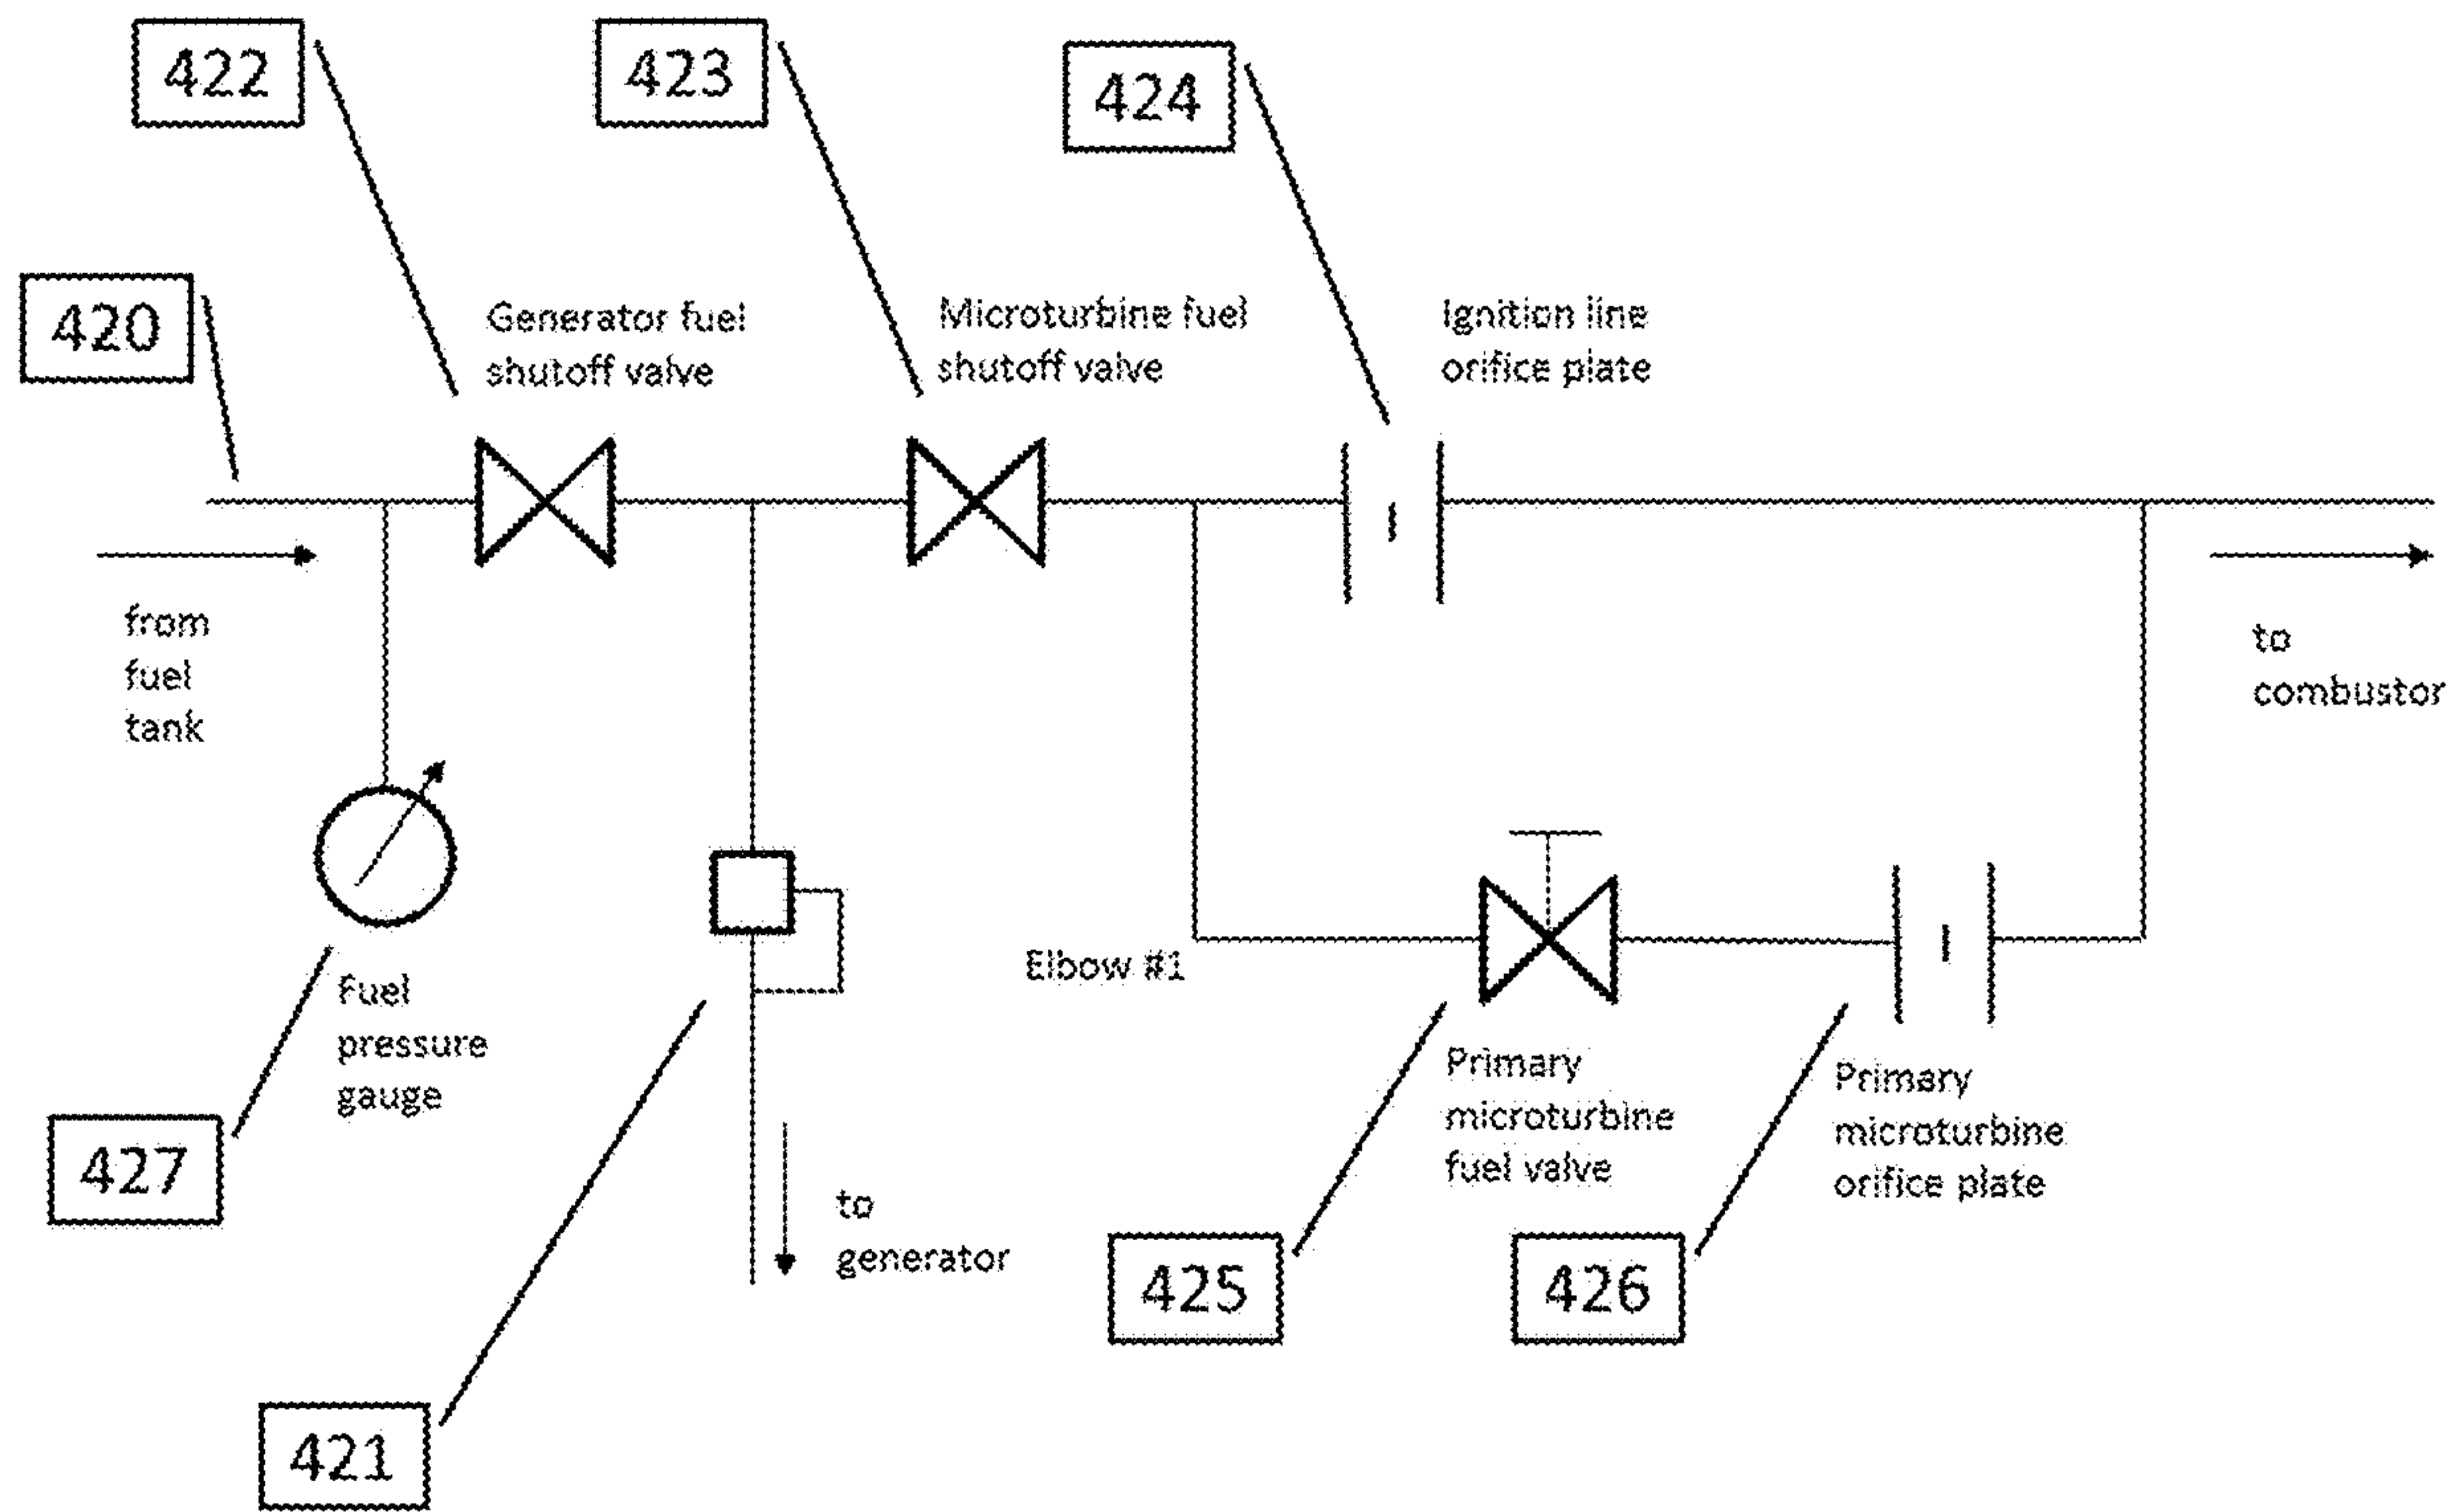 422
423
424
420
Generator fuel
shutoff valve
Microturbine fuel
shutoff valve
Ignition line
orifice plate
from
fuel
tank
to
combustor
Elbow #1
Fuel
pressure
gauge
Primary
microturbine
fuel valve
Primary
microturbine
orifice plate
427
to
generator
425
426
421